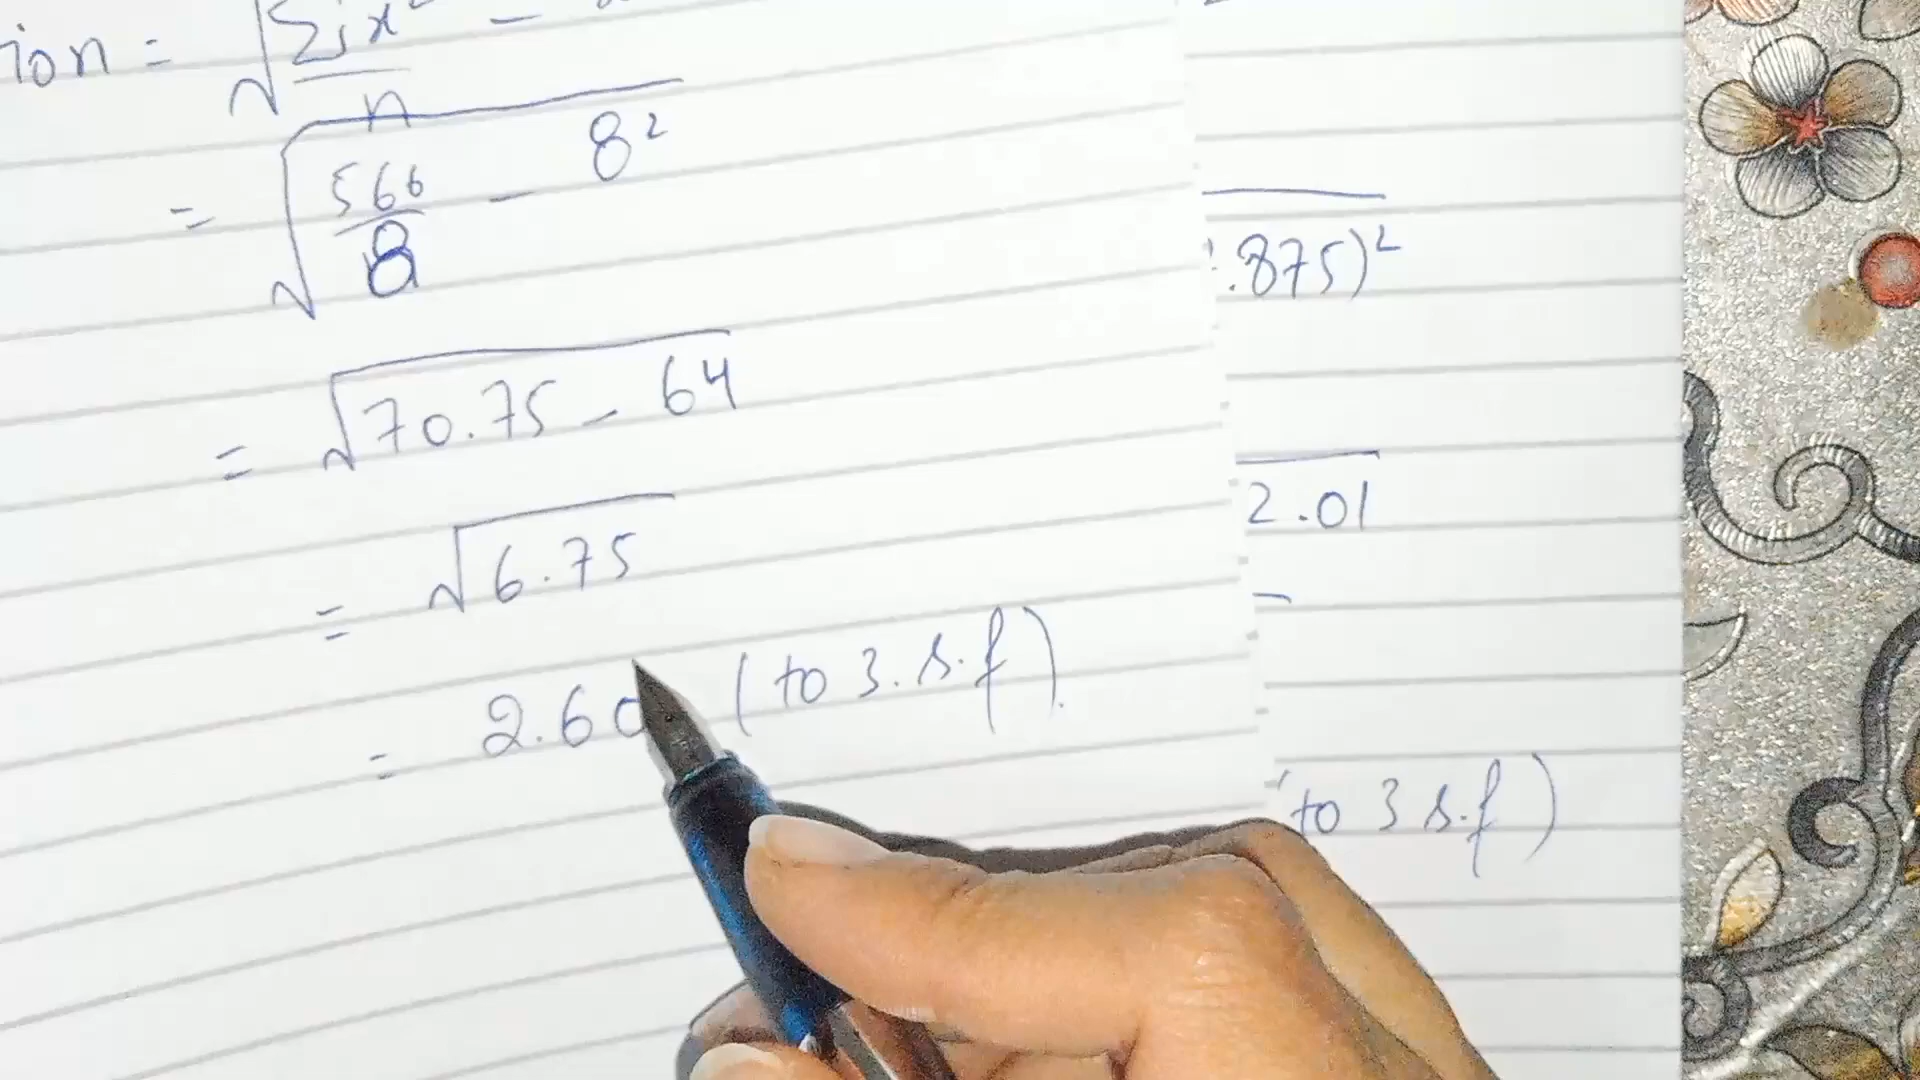 ion = √Σx² -
n
= √566/8 - 8²
= √70.75 - 64
= √6.75
= 2.60 (to 3.s.f).
.875)²
2.01
to 3 s.f)